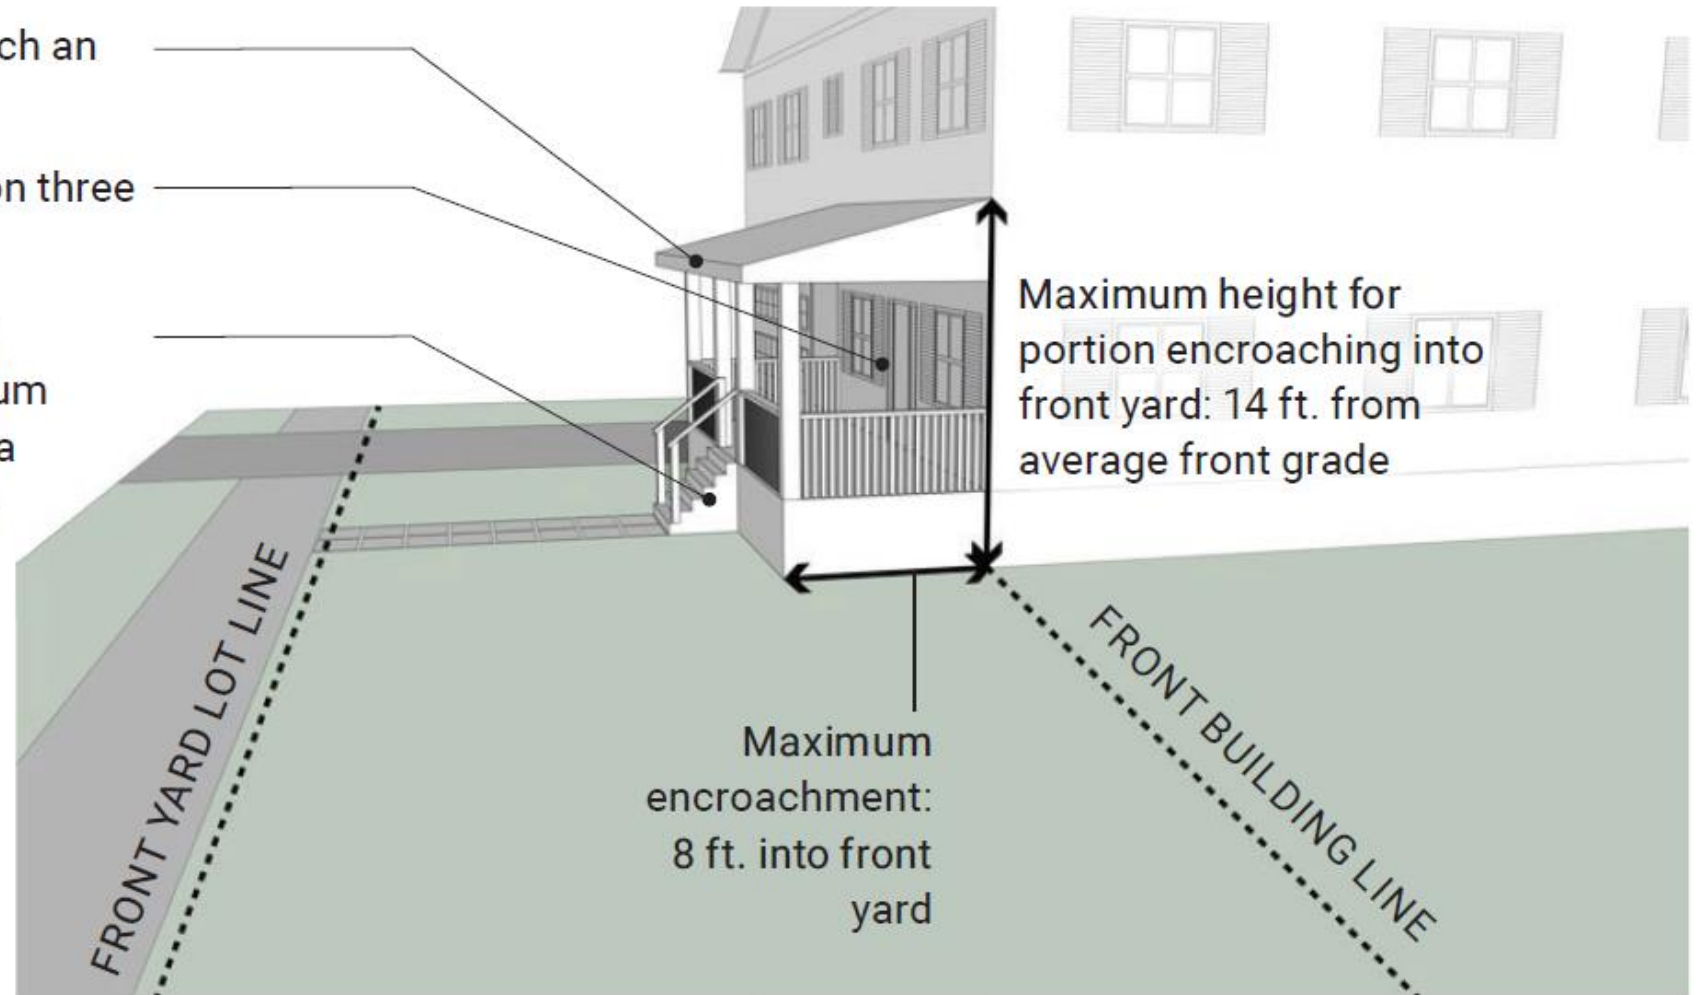 ch an
on three
um
a
Maximum height for
portion encroaching into
front yard: 14 ft. from
average front grade
Maximum
encroachment:
8 ft. into front
yard
FRONT YARD LOT LINE
FRONT BUILDING LINE